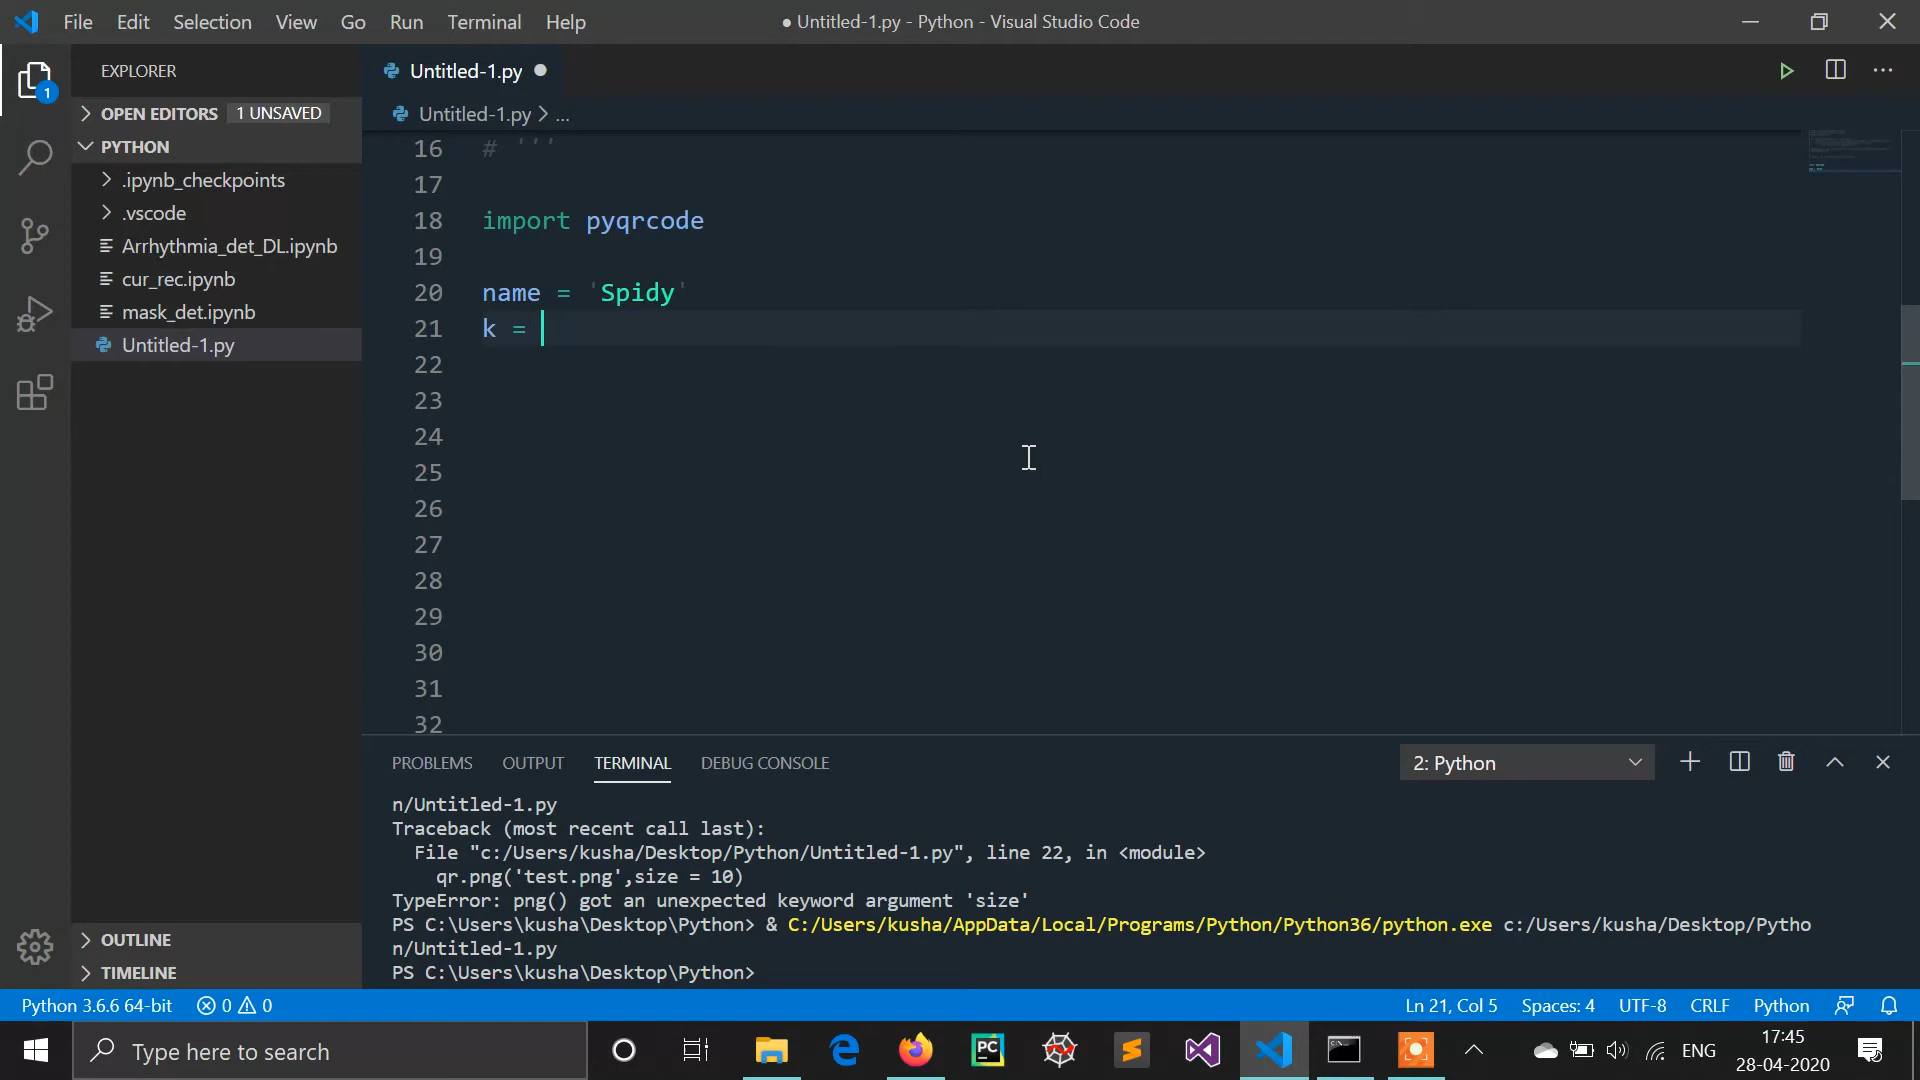 File Edit Selection View Go Run Terminal Help
● Untitled-1.py - Python - Visual Studio Code
EXPLORER
OPEN EDITORS 1 UNSAVED
PYTHON
.ipynb_checkpoints
.vscode
Arrhythmia_det_DL.ipynb
cur_rec.ipynb
mask_det.ipynb
Untitled-1.py
OUTLINE
TIMELINE
1
Untitled-1.py ●
Untitled-1.py > ...
16 # '''
17
18 import pyqrcode
19
20 name = 'Spidy'
21 k =
22
23
24
25
26
27
28
29
30
31
32
PROBLEMS OUTPUT TERMINAL DEBUG CONSOLE
2: Python
n/Untitled-1.py
Traceback (most recent call last):
File "c:/Users/kusha/Desktop/Python/Untitled-1.py", line 22, in <module>
qr.png('test.png',size = 10)
TypeError: png() got an unexpected keyword argument 'size'
PS C:\Users\kusha\Desktop\Python> & C:/Users/kusha/AppData/Local/Programs/Python/Python36/python.exe c:/Users/kusha/Desktop/Pytho
n/Untitled-1.py
PS C:\Users\kusha\Desktop\Python>
Python 3.6.6 64-bit 0 0
Ln 21, Col 5 Spaces: 4 UTF-8 CRLF Python
Type here to search
PC
ENG
17:45
28-04-2020